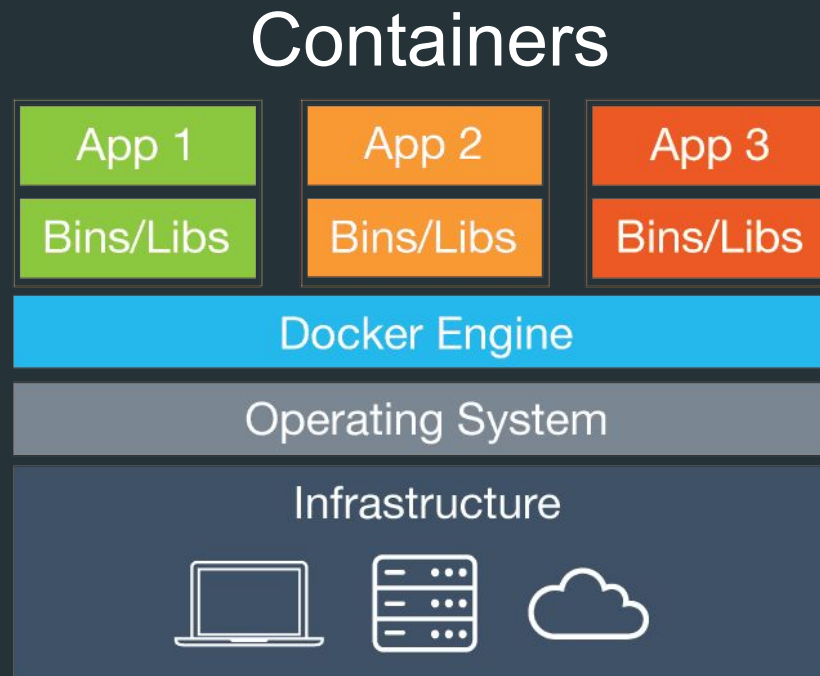 Containers
App 1
App 2
App 3
Bins/Libs
Bins/Libs
Bins/Libs
Docker Engine
Operating System
Infrastructure